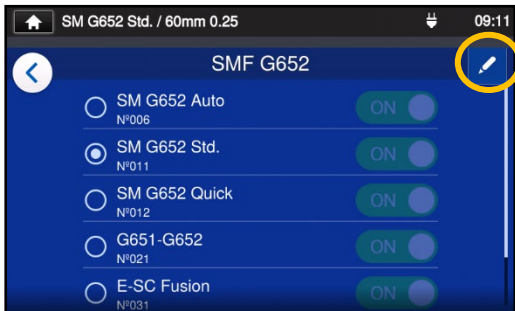 SM G652 Std. / 60mm 0.25 09:11
SMF G652
SM G652 Auto ON
Nº006
SM G652 Std. ON
Nº011
SM G652 Quick ON
Nº012
G651-G652 ON
Nº021
E-SC Fusion ON
Nº031